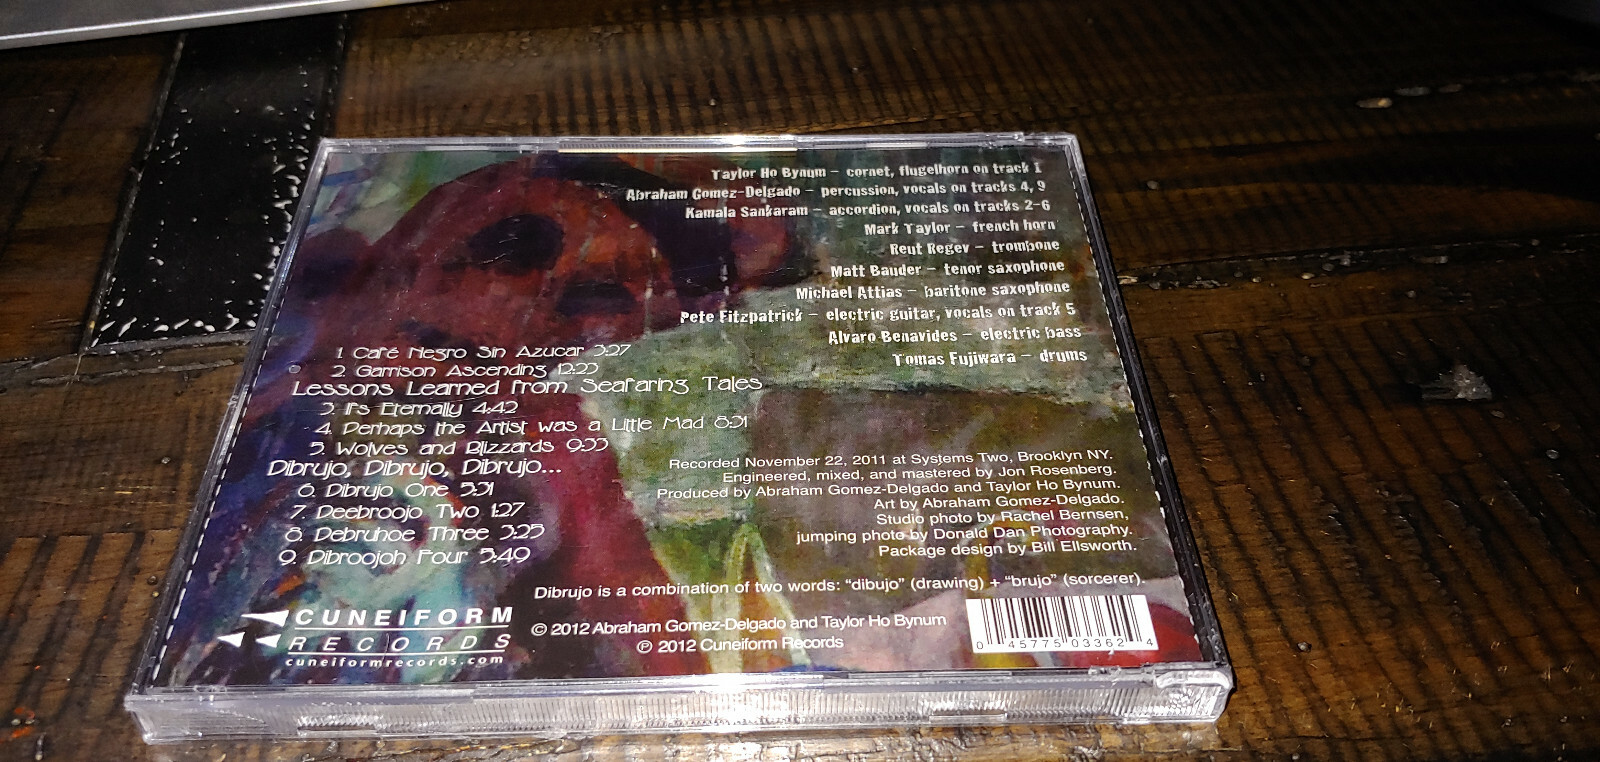 Taylor Ho Bynum – cornet, flugelhorn on track 1
Abraham Gomez-Delgado – percussion, vocals on tracks 4, 9
Kamala Sankaram – accordion, vocals on tracks 2-6
Mark Taylor – french horn
Reut Regev – trombone
Matt Bauder – tenor saxophone
Michael Attias – baritone saxophone
Pete Fitzpatrick – electric guitar, vocals on track 5
Alvaro Benavides – electric bass
Tomas Fujiwara – drums
1. Café Negro Sin Azucar 3:27
2. Garrison Ascending
Lessons Learned from Seafaring Tales
3. It's Eternally 4:42
4. Perhaps the Artist was a Little Mad 8:31
5. Wolves and Blizzards
Dibrujo, Dibrujo, Dibrujo...
6. Dibrujo One 5:31
7. Deebroojo Two 1:27
8. Debruhoe Three 3:25
9. Dibroojoh Four 5:49
Recorded November 22, 2011 at Systems Two, Brooklyn NY.
Engineered, mixed, and mastered by Jon Rosenberg.
Produced by Abraham Gomez-Delgado and Taylor Ho Bynum.
Art by Abraham Gomez-Delgado.
Studio photo by Rachel Bernsen,
jumping photo by Donald Dan Photography.
Package design by Bill Ellsworth.
Dibrujo is a combination of two words: "dibujo" (drawing) + "brujo" (sorcerer).
CUNEIFORM
RECORDS
cuneiformrecords.com
© 2012 Abraham Gomez-Delgado and Taylor Ho Bynum
℗ 2012 Cuneiform Records
0 45775 03362 4